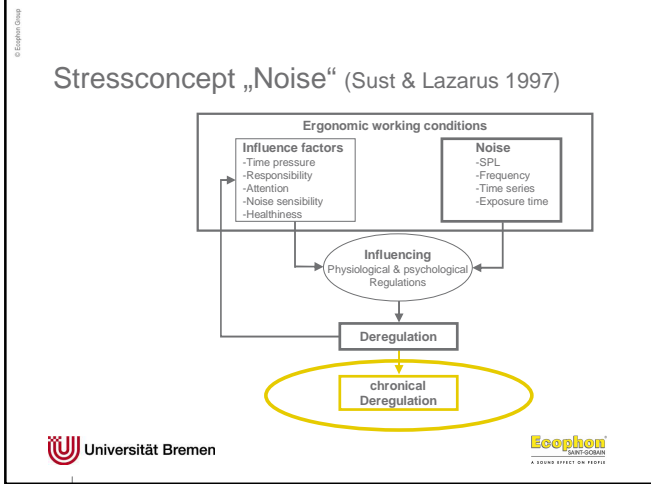 © Ecophon Group
Stressconcept „Noise“ (Sust & Lazarus 1997)
Ergonomic working conditions
Influence factors
-Time pressure
-Responsibility
-Attention
-Noise sensibility
-Healthiness
Noise
-SPL
-Frequency
-Time series
-Exposure time
Influencing
Physiological & psychological
Regulations
Deregulation
chronical
Deregulation
Universität Bremen
Ecophon
SAINT-GOBAIN
A SOUND EFFECT ON PEOPLE